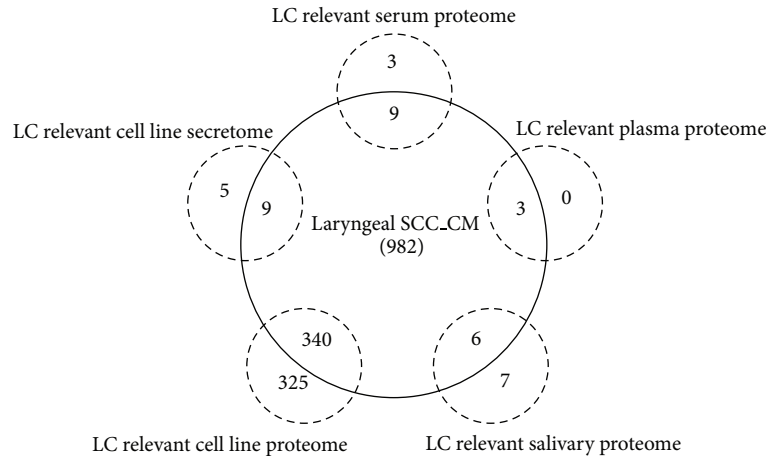 LC relevant serum proteome
3
9
LC relevant cell line secretome
LC relevant plasma proteome
5
9
3
0
Laryngeal SCC_CM
(982)
340
325
6
7
LC relevant cell line proteome
LC relevant salivary proteome